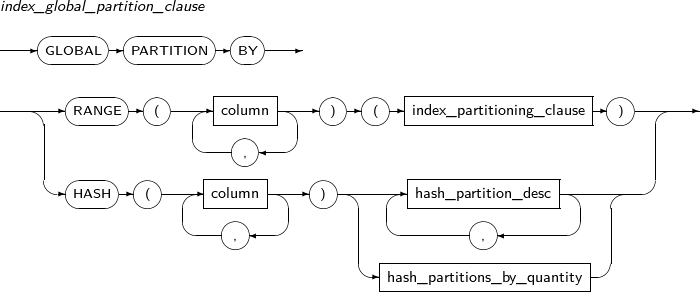 index_global_partition_clause
GLOBAL PARTITION BY
RANGE ( column ) ( index_partitioning_clause )
,
HASH ( column ) hash_partition_desc
, ,
hash_partitions_by_quantity